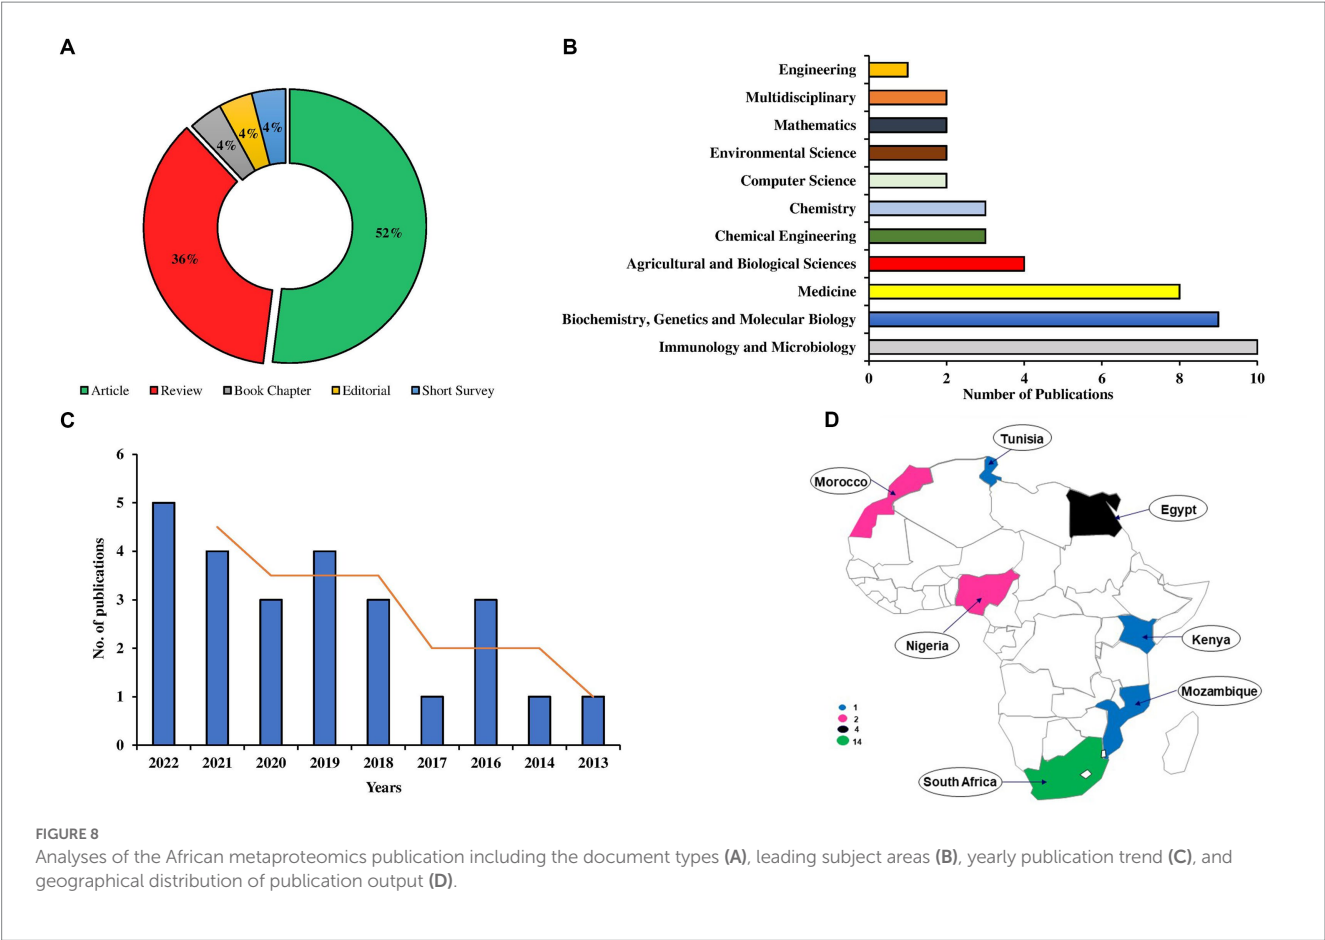 A
4%
4%
4%
52%
36%
Article
Review
Book Chapter
Editorial
Short Survey
B
Engineering
Multidisciplinary
Mathematics
Environmental Science
Computer Science
Chemistry
Chemical Engineering
Agricultural and Biological Sciences
Medicine
Biochemistry, Genetics and Molecular Biology
Immunology and Microbiology
0 2 4 6 8 10
Number of Publications
C
No. of publications
6
5
4
3
2
1
0
2022 2021 2020 2019 2018 2017 2016 2014 2013
Years
D
Tunisia
Morocco
Egypt
Nigeria
Kenya
Mozambique
South Africa
1
2
4
14
FIGURE 8
Analyses of the African metaproteomics publication including the document types (A), leading subject areas (B), yearly publication trend (C), and
geographical distribution of publication output (D).